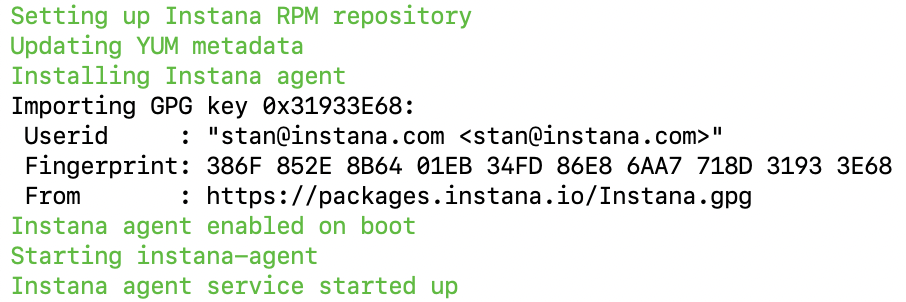 Setting up Instana RPM repository
Updating YUM metadata
Installing Instana agent
Importing GPG key 0x31933E68:
 Userid     : "stan@instana.com <stan@instana.com>"
 Fingerprint: 386F 852E 8B64 01EB 34FD 86E8 6AA7 718D 3193 3E68
 From       : https://packages.instana.io/Instana.gpg
Instana agent enabled on boot
Starting instana-agent
Instana agent service started up